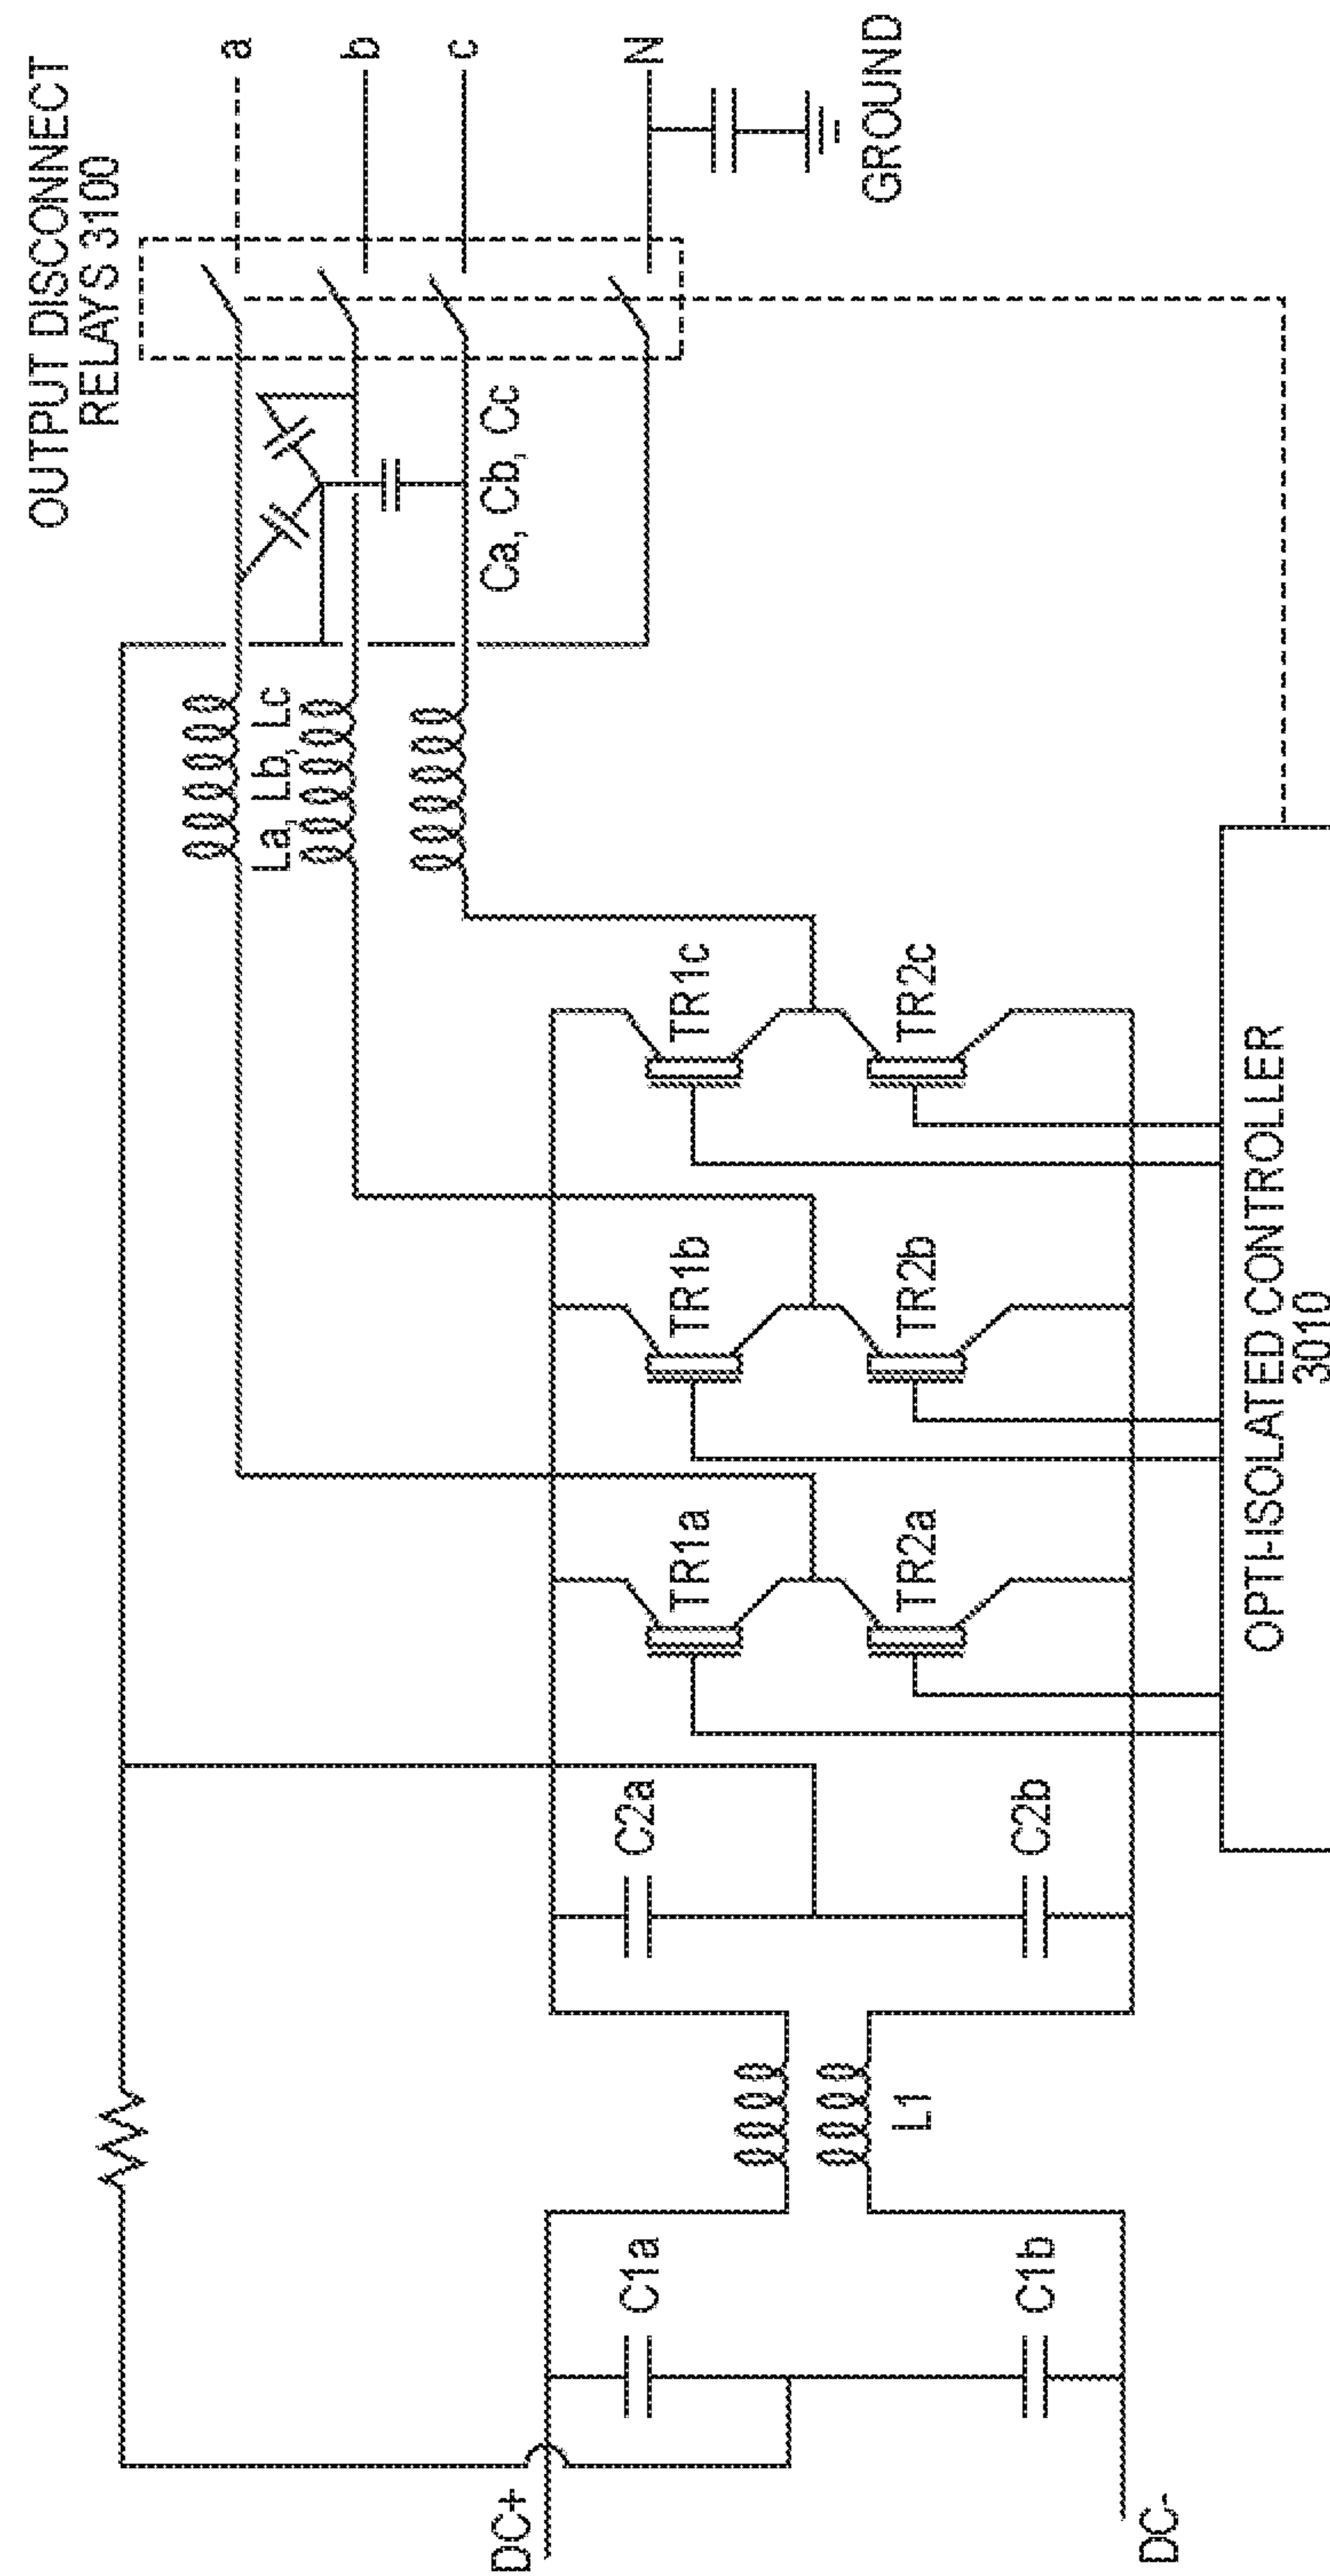 OUTPUT DISCONNECT
RELAYS 3100
a
b
c
N
GROUND
La, Lb, Lc
Ca, Cb, Cc
DC+
DC-
C1a
C1b
L1
C2a
C2b
TR1a
TR2a
TR1b
TR2b
TR1c
TR2c
OPTI-ISOLATED CONTROLLER
3010